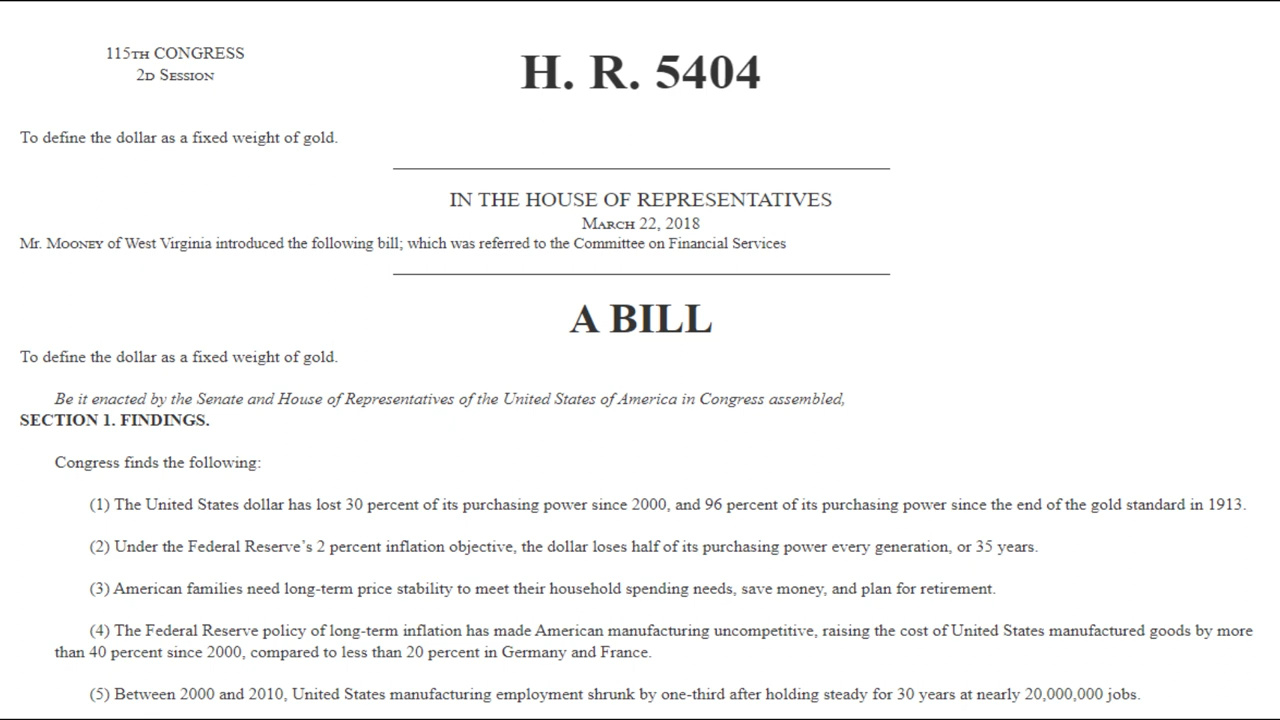 115TH CONGRESS
2D SESSION
H. R. 5404
To define the dollar as a fixed weight of gold.
IN THE HOUSE OF REPRESENTATIVES
MARCH 22, 2018
Mr. MOONEY of West Virginia introduced the following bill; which was referred to the Committee on Financial Services
A BILL
To define the dollar as a fixed weight of gold.
Be it enacted by the Senate and House of Representatives of the United States of America in Congress assembled,
SECTION 1. FINDINGS.
Congress finds the following:
(1) The United States dollar has lost 30 percent of its purchasing power since 2000, and 96 percent of its purchasing power since the end of the gold standard in 1913.
(2) Under the Federal Reserve’s 2 percent inflation objective, the dollar loses half of its purchasing power every generation, or 35 years.
(3) American families need long-term price stability to meet their household spending needs, save money, and plan for retirement.
(4) The Federal Reserve policy of long-term inflation has made American manufacturing uncompetitive, raising the cost of United States manufactured goods by more
than 40 percent since 2000, compared to less than 20 percent in Germany and France.
(5) Between 2000 and 2010, United States manufacturing employment shrunk by one-third after holding steady for 30 years at nearly 20,000,000 jobs.